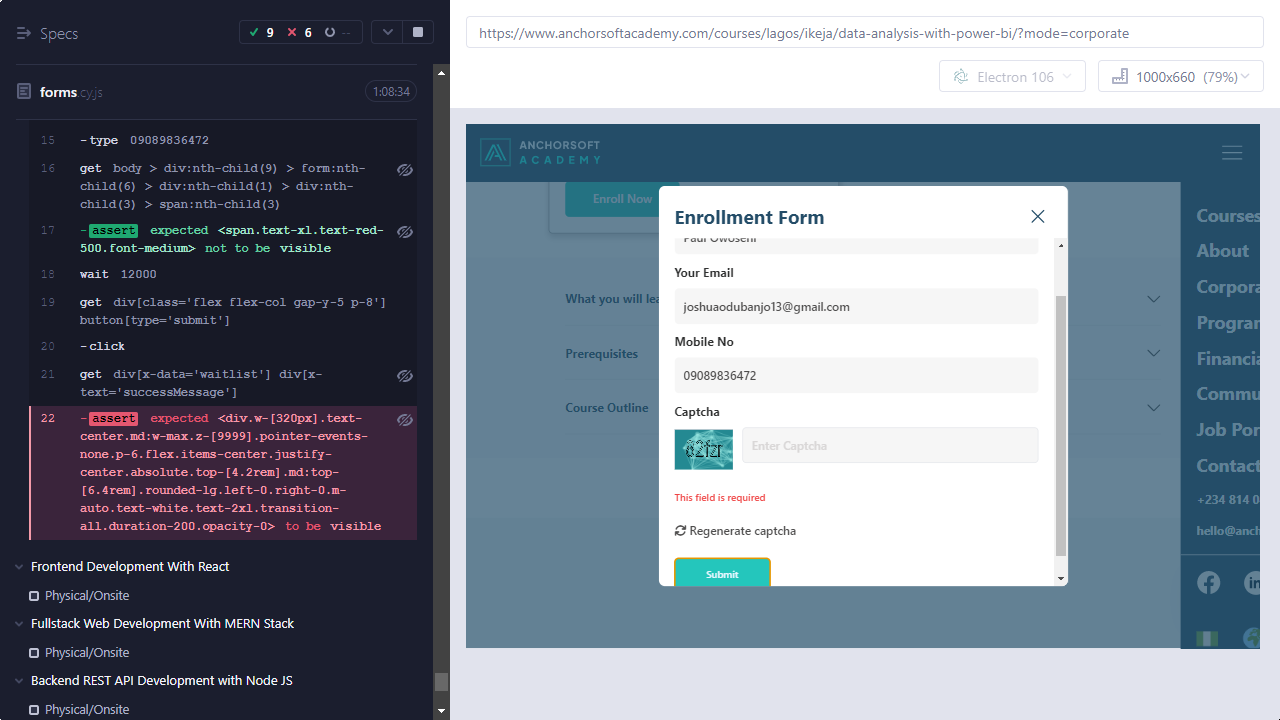 Specs
9
6
--
forms.cy.js
1:08:34
15 -type 09089836472
16 get body > div:nth-child(9) > form:nth-
child(6) > div:nth-child(1) > div:nth-
child(3) > span:nth-child(3)
17 -assert expected <span.text-xl.text-red-
500.font-medium> not to be visible
18 wait 12000
19 get div[class='flex flex-col gap-y-5 p-8']
button[type='submit']
20 -click
21 get div[x-data='waitlist'] div[x-
text='successMessage']
22 -assert expected <div.w-[320px].text-
center.md:w-max.z-[9999].pointer-events-
none.p-6.flex.items-center.justify-
center.absolute.top-[4.2rem].md:top-
[6.4rem].rounded-lg.left-0.right-0.m-
auto.text-white.text-2xl.transition-
all.duration-200.opacity-0> to be visible
Frontend Development With React
Physical/Onsite
Fullstack Web Development With MERN Stack
Physical/Onsite
Backend REST API Development with Node JS
Physical/Onsite
https://www.anchorsoftacademy.com/courses/lagos/ikeja/data-analysis-with-power-bi/?mode=corporate
Electron 106
1000x660 (79%)
ANCHORSOFT
ACADEMY
Enroll Now
What you will lea
Prerequisites
Course Outline
Enrollment Form
Paul Owoseni
Your Email
joshuaodubanjo13@gmail.com
Mobile No
09089836472
Captcha
Enter Captcha
This field is required
Regenerate captcha
Submit
Courses
About
Corpora
Program
Financia
Commu
Job Por
Contact
+234 814 0
hello@anch